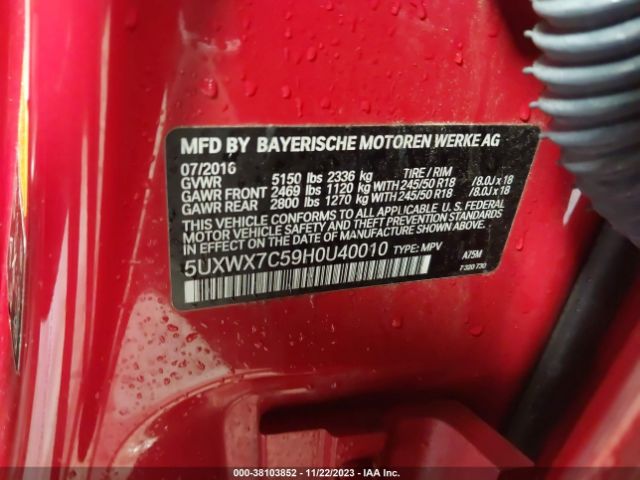 MFD BY BAYERISCHE MOTOREN WERKE AG
07/2016 TIRE / RIM
GVWR 5150 lbs 2336 kg
GAWR FRONT 2469 lbs 1120 kg WITH 245/50 R18 /8.0J x 18
GAWR REAR 2800 lbs 1270 kg WITH 245/50 R18 /8.0J x 18
THIS VEHICLE CONFORMS TO ALL APPLICABLE U. S. FEDERAL
MOTOR VEHICLE SAFETY AND THEFT PREVENTION STANDARDS
IN EFFECT ON THE DATE OF MANUFACTURE SHOWN ABOVE.
5UXWX7C59H0U40010 TYPE: MPV
A75M
7 320 730
000-38103852 - 11/22/2023 - IAA Inc.